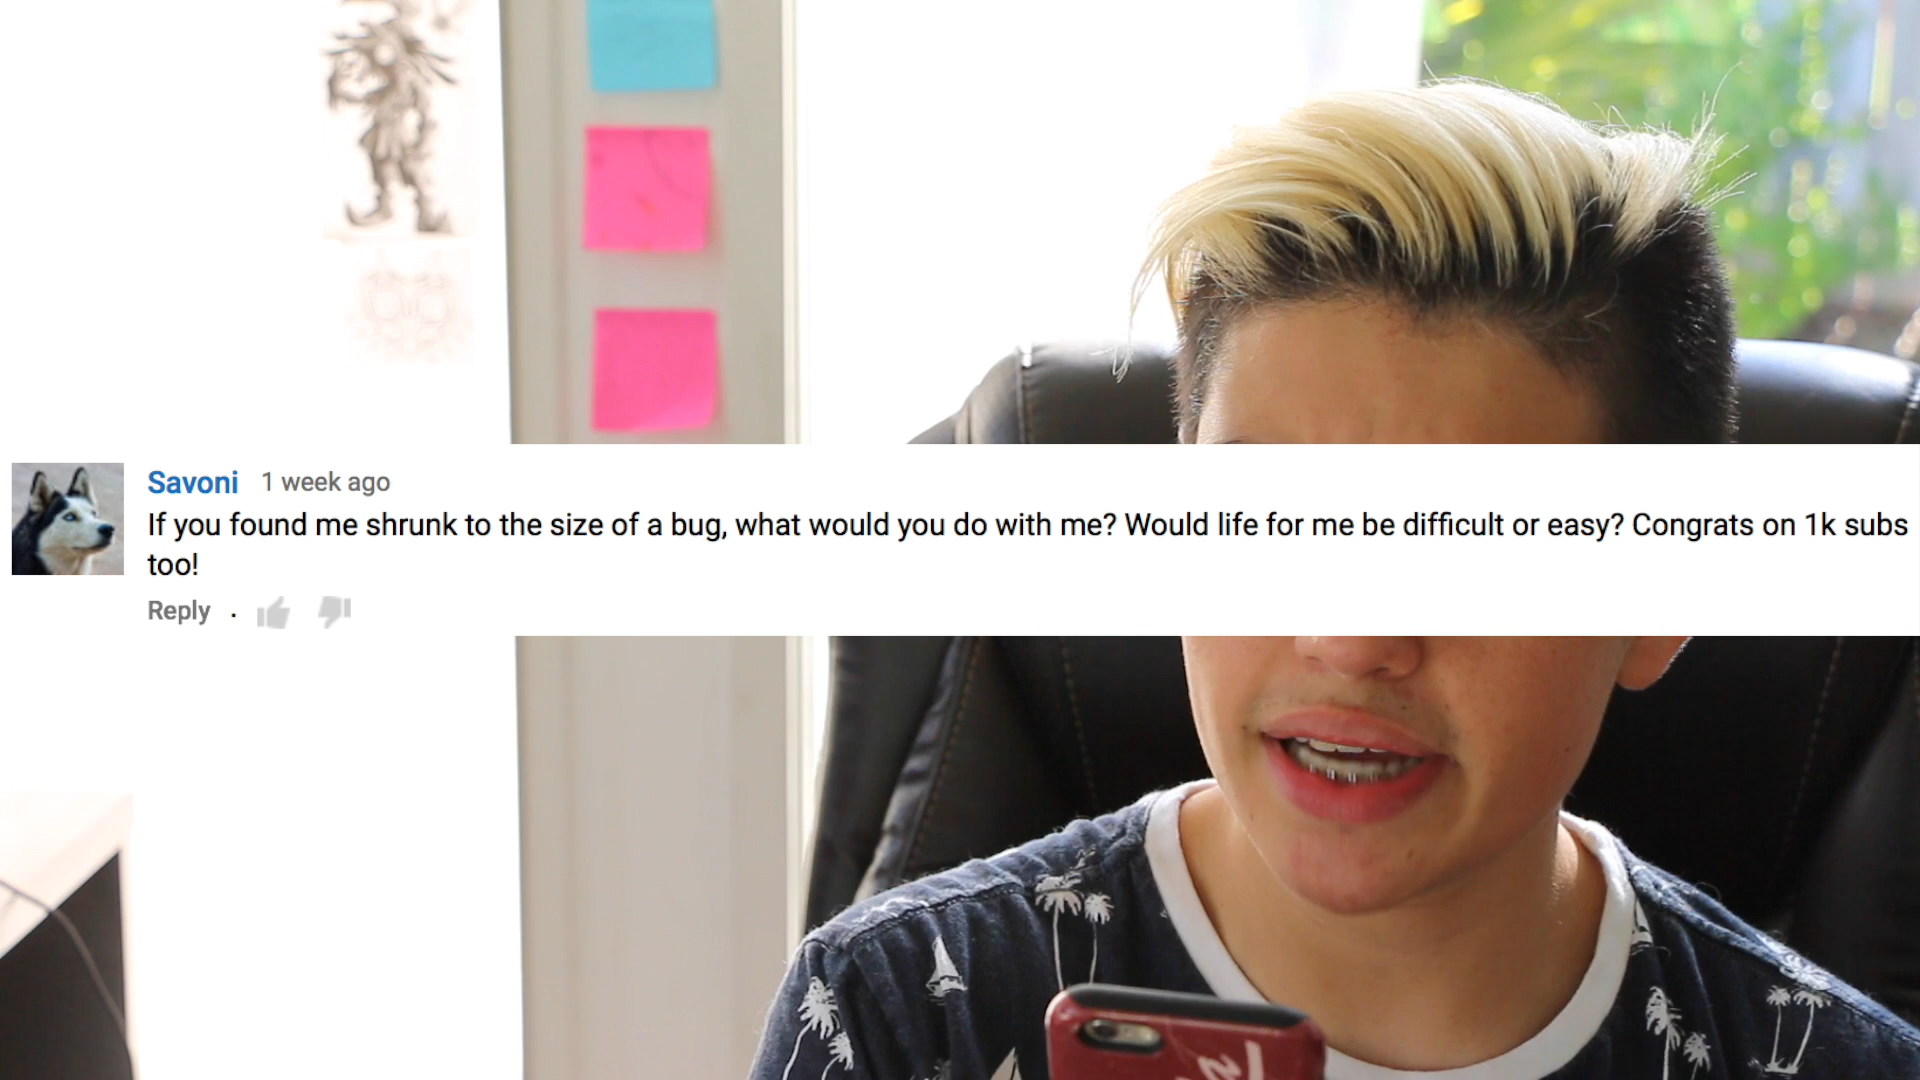 Savoni 1 week ago
If you found me shrunk to the size of a bug, what would you do with me? Would life for me be difficult or easy? Congrats on 1k subs
too!
Reply .